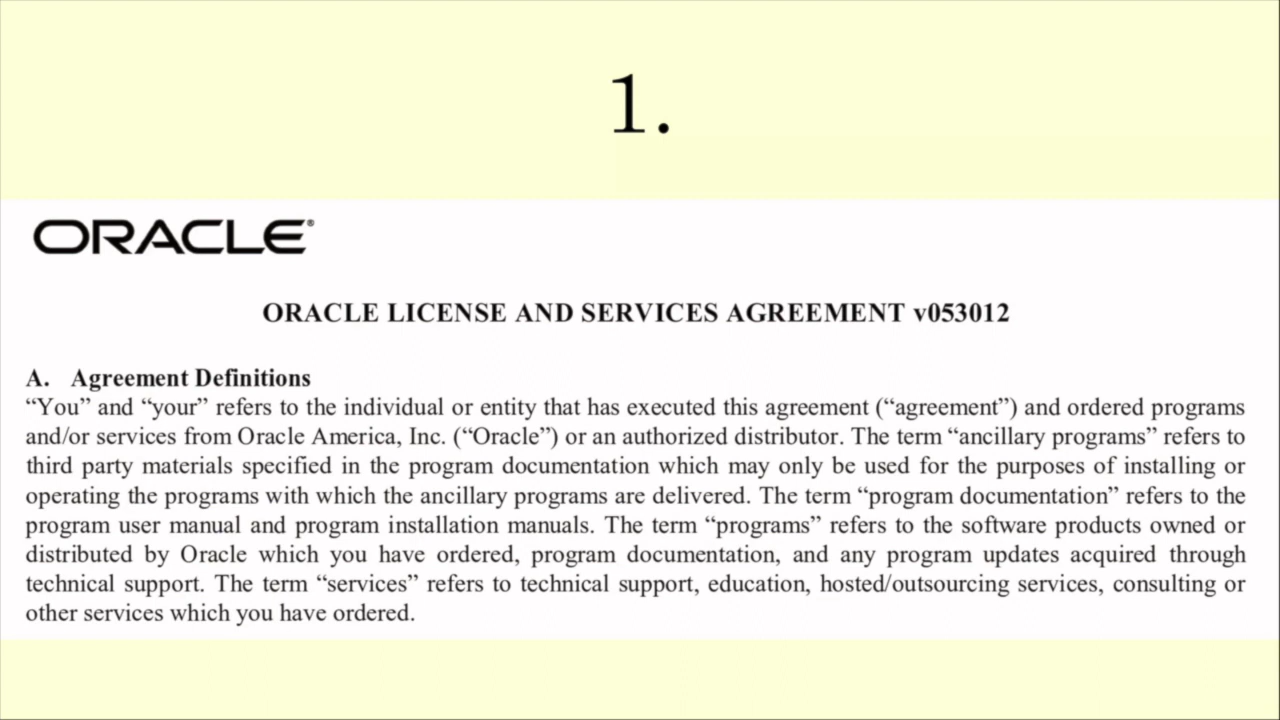 1.
ORACLE®
ORACLE LICENSE AND SERVICES AGREEMENT v053012
A. Agreement Definitions
“You” and “your” refers to the individual or entity that has executed this agreement (“agreement”) and ordered programs
and/or services from Oracle America, Inc. (“Oracle”) or an authorized distributor. The term “ancillary programs” refers to
third party materials specified in the program documentation which may only be used for the purposes of installing or
operating the programs with which the ancillary programs are delivered. The term “program documentation” refers to the
program user manual and program installation manuals. The term “programs” refers to the software products owned or
distributed by Oracle which you have ordered, program documentation, and any program updates acquired through
technical support. The term “services” refers to technical support, education, hosted/outsourcing services, consulting or
other services which you have ordered.